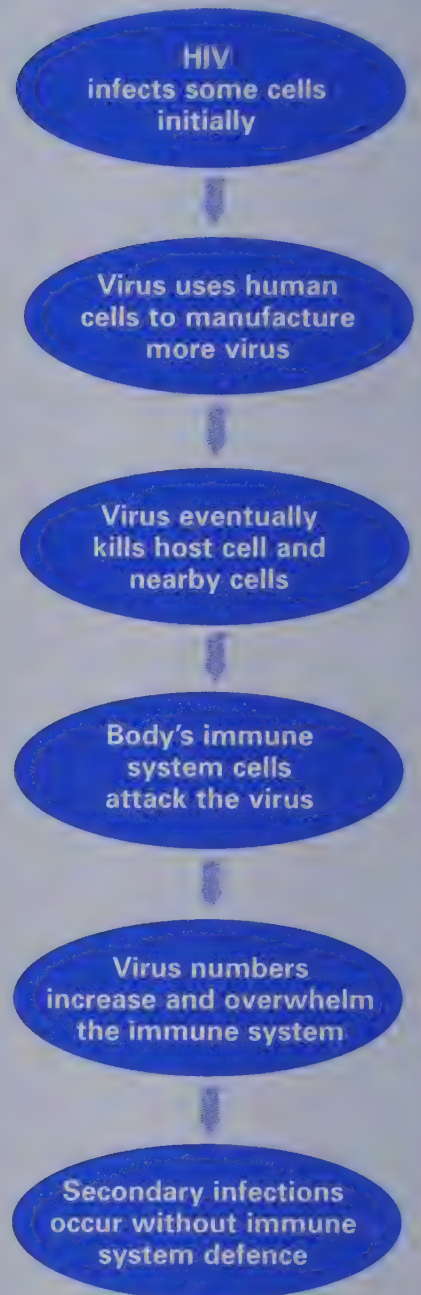 HIV
infects some cells
initially
Virus uses human
cells to manufacture
more virus
Virus eventually
kills host cell and
nearby cells
Body's immune
system cells
attack the virus
Virus numbers
increase and overwhelm
the immune system
Secondary infections
occur without immune
system defence